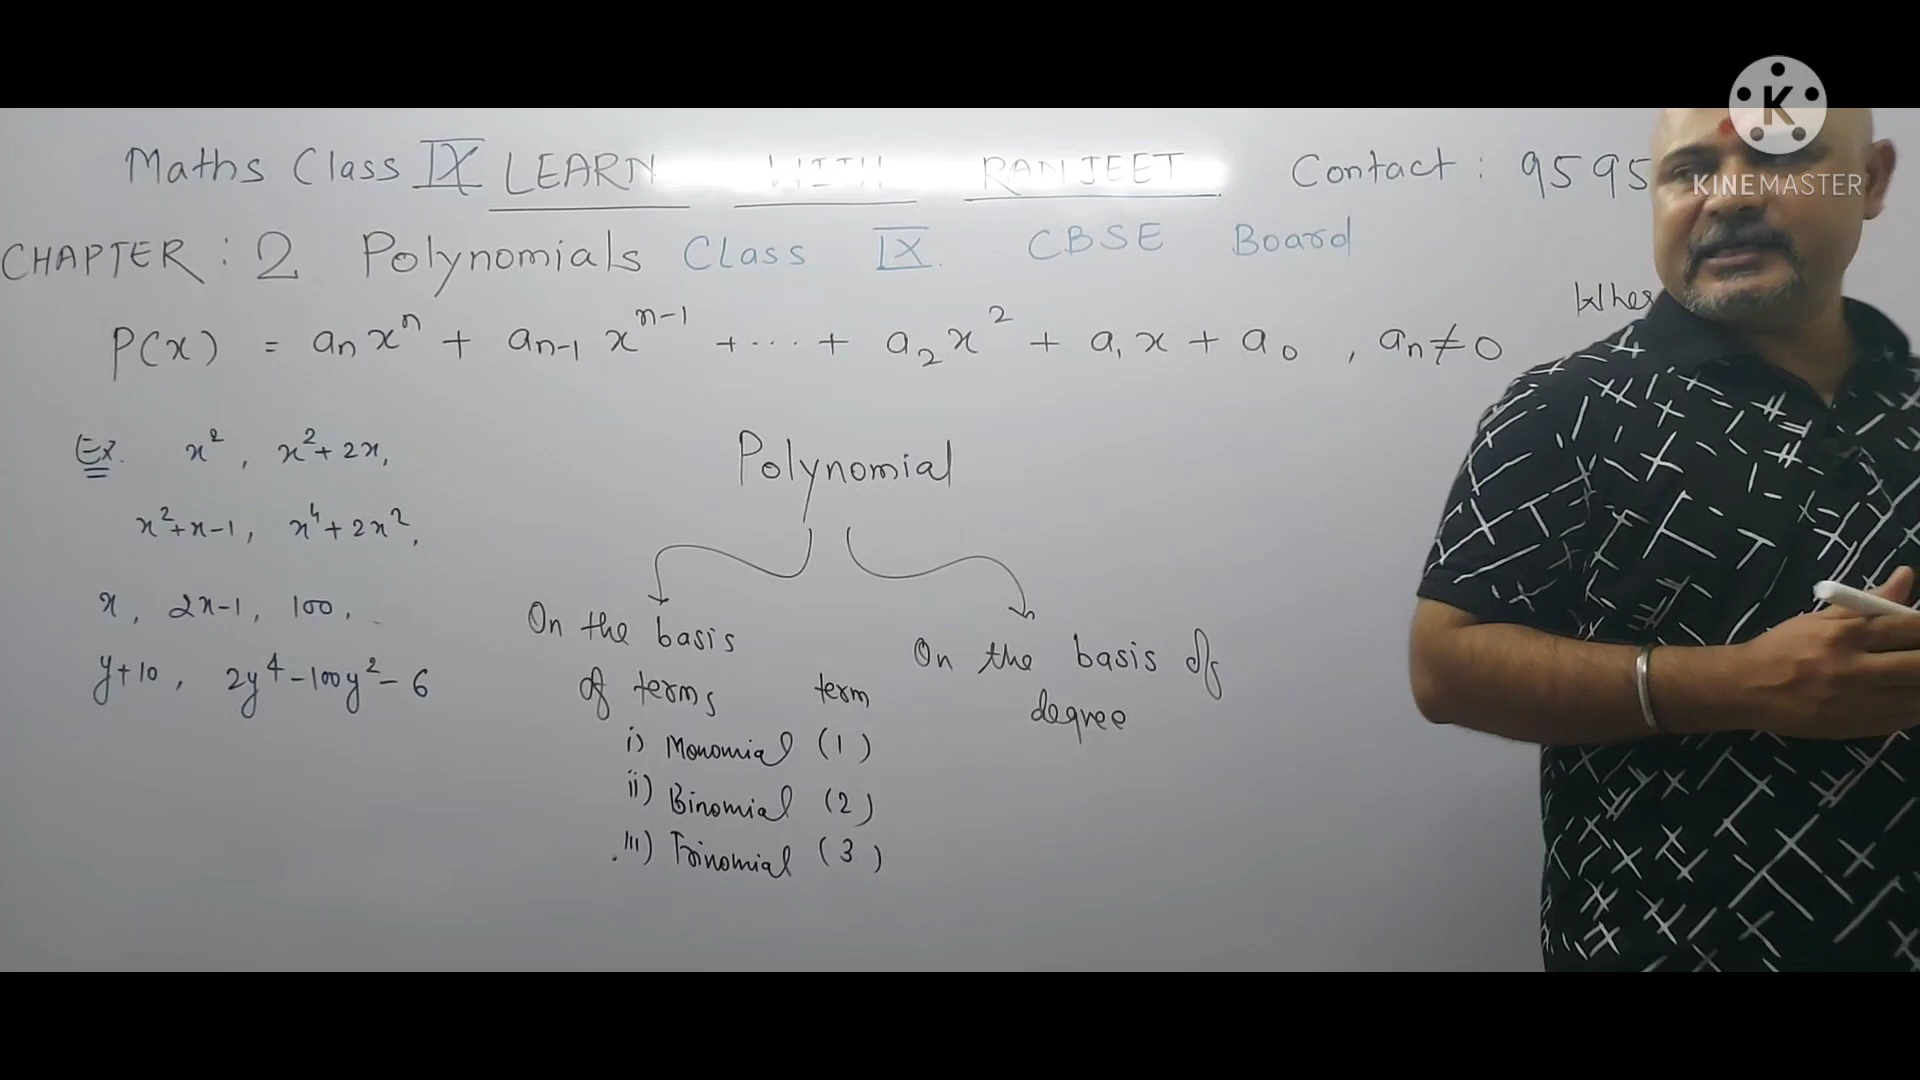 KINEMASTER
Maths Class IX LEARN WITH RANJEET Contact : 9595
CHAPTER : 2 Polynomials Class IX. CBSE Board
Wher
P(x) = aₙxⁿ + aₙ₋₁xⁿ⁻¹ + ... + a₂x² + a₁x + a₀ , aₙ ≠ 0
Ex. x² , x² + 2x,
x² + x - 1, x⁴ + 2x²,
x, 2x-1, 100,
y+10, 2y⁴ - 100y² - 6
Polynomial
On the basis
of terms term
i) Monomial (1)
ii) Binomial (2)
iii) Trinomial (3)
On the basis of
degree